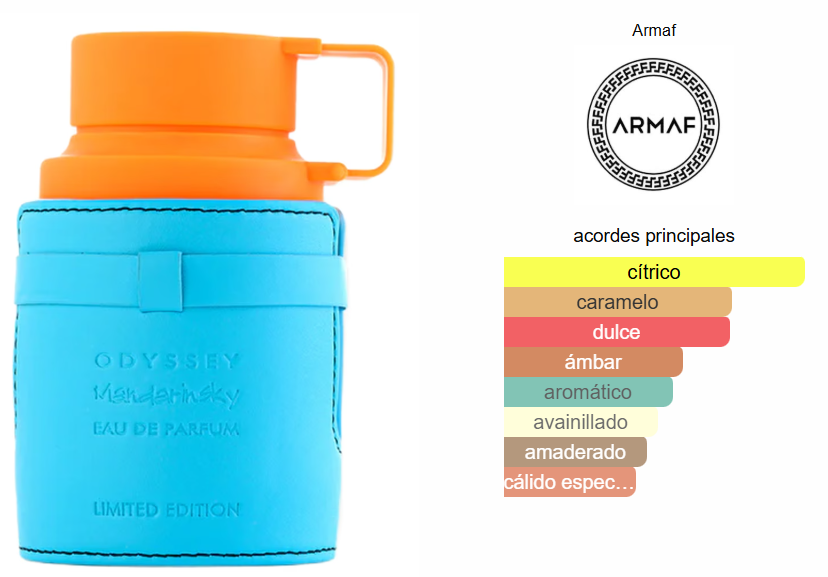 ODYSSEY
Mandarin Sky
EAU DE PARFUM
LIMITED EDITION
Armaf
ARMAF
acordes principales
cítrico
caramelo
dulce
ámbar
aromático
avainillado
amaderado
cálido espec...